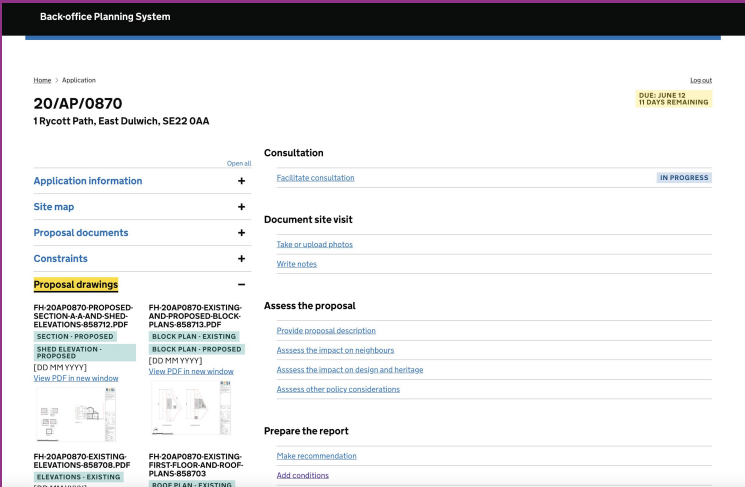 Back-office Planning System
Home > Application
Log out
20/AP/0870
1 Rycott Path, East Dulwich, SE22 0AA
DUE: JUNE 12
11 DAYS REMAINING
Open all
Application information
Site map
Proposal documents
Constraints
Proposal drawings
FH-20AP0870-PROPOSED-
SECTION-A-A-AND-SHED-
ELEVATIONS-858712.PDF
SECTION - PROPOSED
SHED ELEVATION -
PROPOSED
[DD MM YYYY]
View PDF in new window
FH-20AP0870-EXISTING-
AND-PROPOSED-BLOCK-
PLANS-858713.PDF
BLOCK PLAN - EXISTING
BLOCK PLAN - PROPOSED
[DD MM YYYY]
View PDF in new window
FH-20AP0870-EXISTING-
ELEVATIONS-858708.PDF
ELEVATIONS - EXISTING
[DD MM YYYY]
FH-20AP0870-EXISTING-
FIRST-FLOOR-AND-ROOF-
PLANS-858703
ROOF PLAN - EXISTING
Consultation
Facilitate consultation
IN PROGRESS
Document site visit
Take or upload photos
Write notes
Assess the proposal
Provide proposal description
Asssess the impact on neighbours
Asssess the impact on design and heritage
Asssess other policy considerations
Prepare the report
Make recommendation
Add conditions